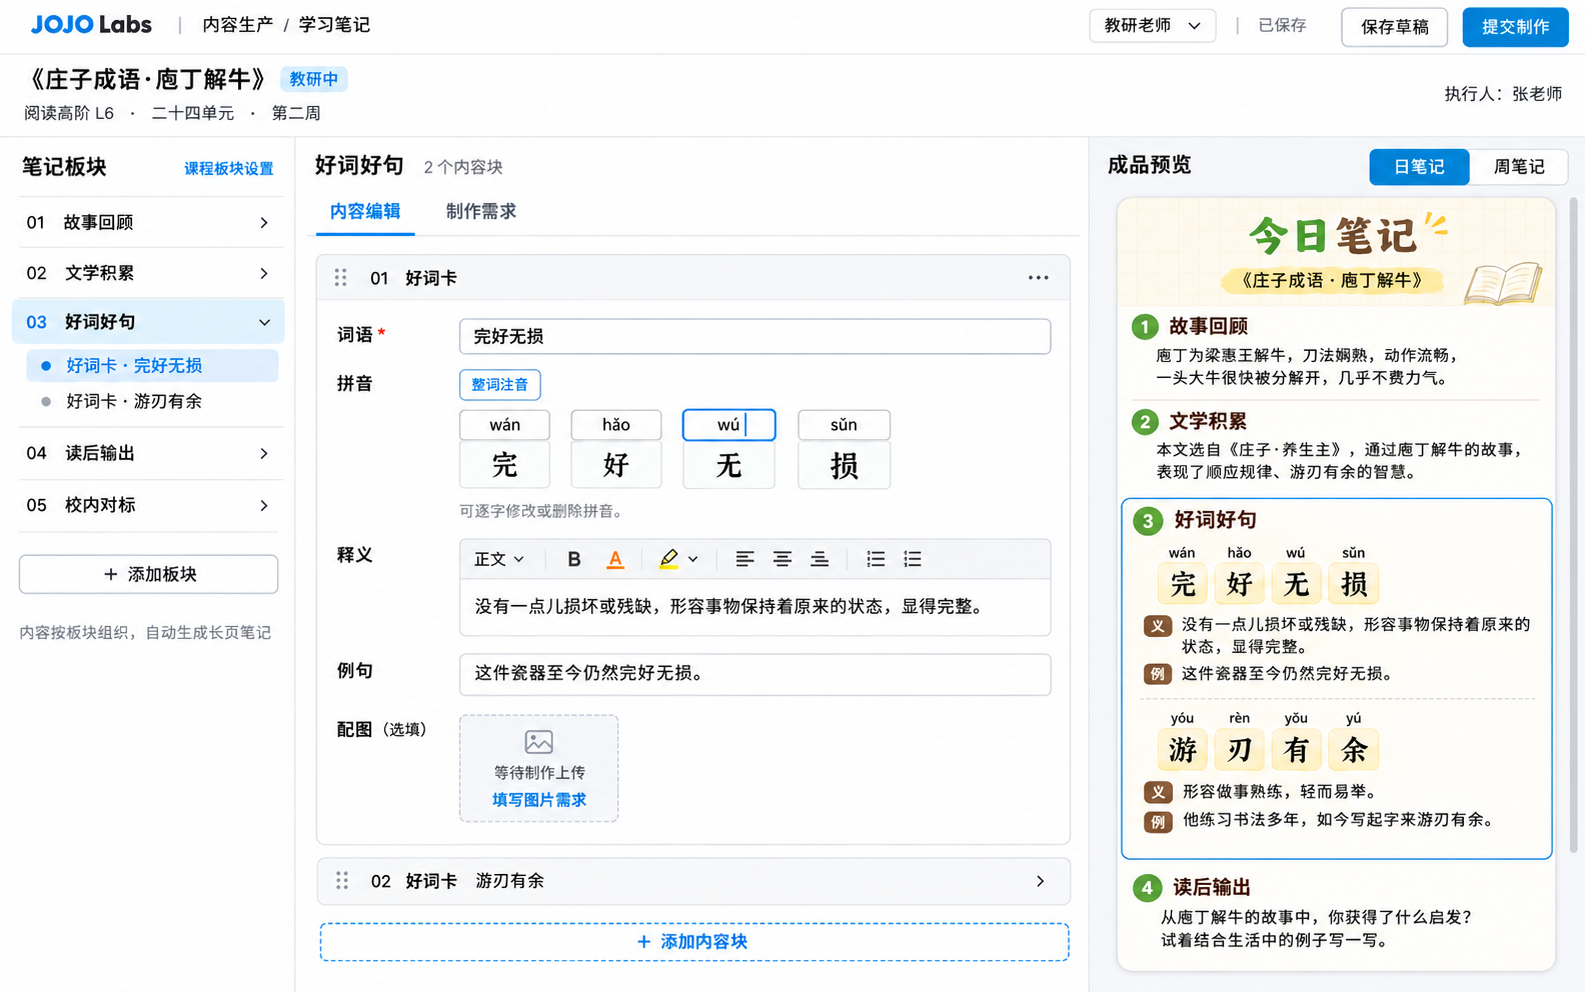 JOJO Labs | 内容生产 / 学习笔记
教研老师 | 已保存 保存草稿 提交制作
《庄子成语·庖丁解牛》 教研中
阅读高阶 L6 · 二十四单元 · 第二周
执行人：张老师
笔记板块 课程板块设置
01 故事回顾
02 文学积累
03 好词好句
好词卡 · 完好无损
好词卡 · 游刃有余
04 读后输出
05 校内对标
+ 添加板块
内容按板块组织，自动生成长页笔记
好词好句 2 个内容块
内容编辑 制作需求
01 好词卡
词语 * 完好无损
拼音 整词注音
wán hǎo wú sǔn
完 好 无 损
可逐字修改或删除拼音。
释义 正文 B A
没有一点儿损坏或残缺，形容事物保持着原来的状态，显得完整。
例句 这件瓷器至今仍然完好无损。
配图（选填）
等待制作上传
填写图片需求
02 好词卡 游刃有余
+ 添加内容块
成品预览 日笔记 周笔记
今日笔记
《庄子成语 · 庖丁解牛》
1 故事回顾
庖丁为梁惠王解牛，刀法娴熟，动作流畅，
一头大牛很快被分解开，几乎不费力气。
2 文学积累
本文选自《庄子·养生主》，通过庖丁解牛的故事，
表现了顺应规律、游刃有余的智慧。
3 好词好句
wán hǎo wú sǔn
完 好 无 损
义 没有一点儿损坏或残缺，形容事物保持着原来的
状态，显得完整。
例 这件瓷器至今仍然完好无损。
yóu rèn yǒu yú
游 刃 有 余
义 形容做事熟练，轻而易举。
例 他练习书法多年，如今写起字来游刃有余。
4 读后输出
从庖丁解牛的故事中，你获得了什么启发？
试着结合生活中的例子写一写。